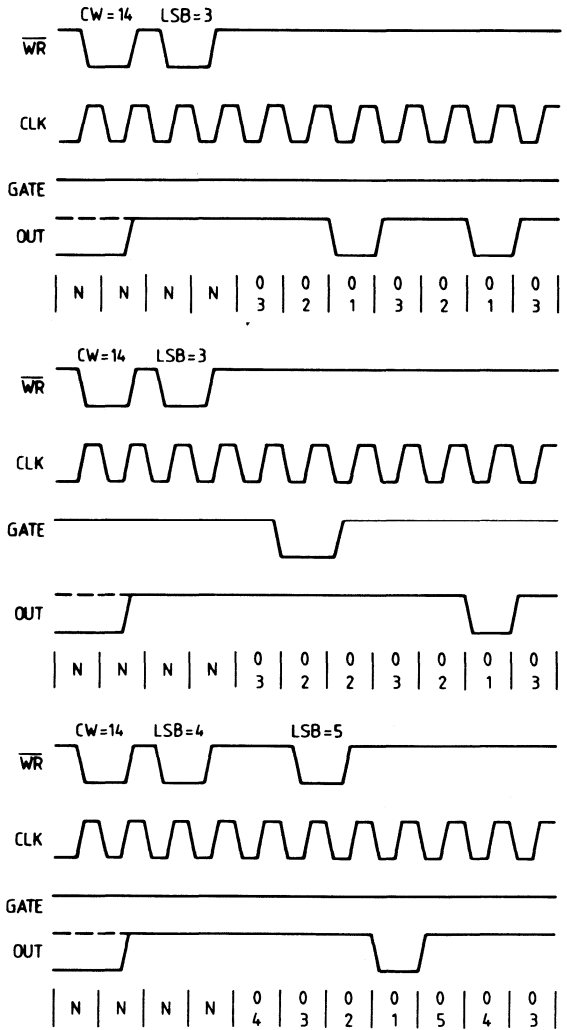 CW=14 LSB=3
WR
CLK
GATE
OUT
| N | N | N | N | 0 | 0 | 0 | 0 | 0 | 0 | 0 |
3 2 1 3 2 1 3
CW=14 LSB=3
WR
CLK
GATE
OUT
| N | N | N | N | 0 | 0 | 0 | 0 | 0 | 0 | 0 |
3 2 2 3 2 1 3
CW=14 LSB=4 LSB=5
WR
CLK
GATE
OUT
| N | N | N | N | 0 | 0 | 0 | 0 | 0 | 0 | 0 |
4 3 2 1 5 4 3